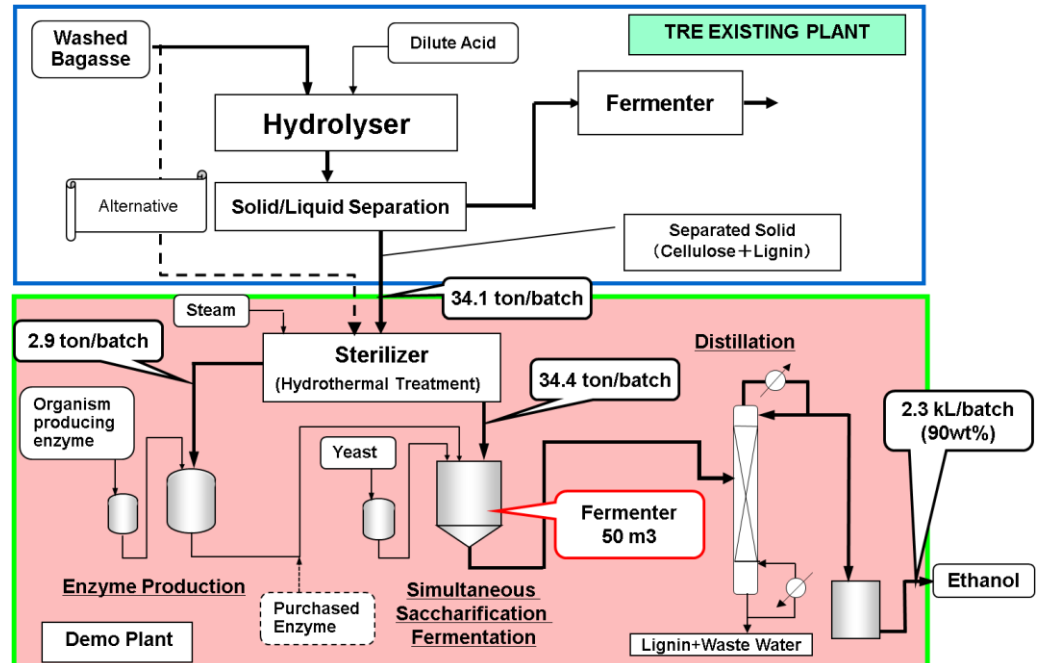 Washed
Bagasse
Dilute Acid
TRE EXISTING PLANT
Hydrolyser
Fermenter
Alternative
Solid/Liquid Separation
Separated Solid
（Cellulose＋Lignin）
34.1 ton/batch
Steam
2.9 ton/batch
Sterilizer
(Hydrothermal Treatment)
Distillation
34.4 ton/batch
2.3 kL/batch
(90wt%)
Organism
producing
enzyme
Yeast
Fermenter
50 m3
Enzyme Production
Simultaneous
Saccharification
Fermentation
Purchased
Enzyme
Ethanol
Demo Plant
Lignin+Waste Water